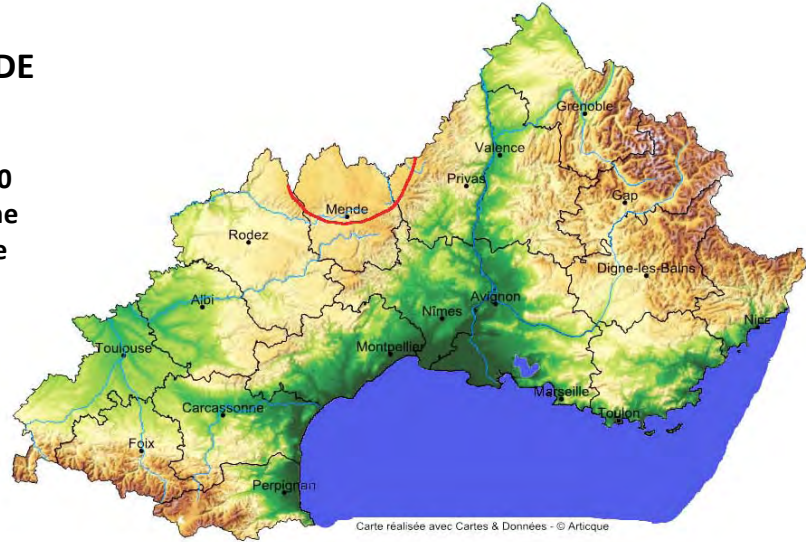 DE
0
ne
e
Grenoble
Valence
Privas
Gap
Mende
Rodez
Digne-les-Bains
Albi
Avignon
Nîmes
Nice
Montpellier
Toulouse
Marseille
Carcassonne
Toulon
Foix
Perpignan
Carte réalisée avec Cartes & Données - © Articque